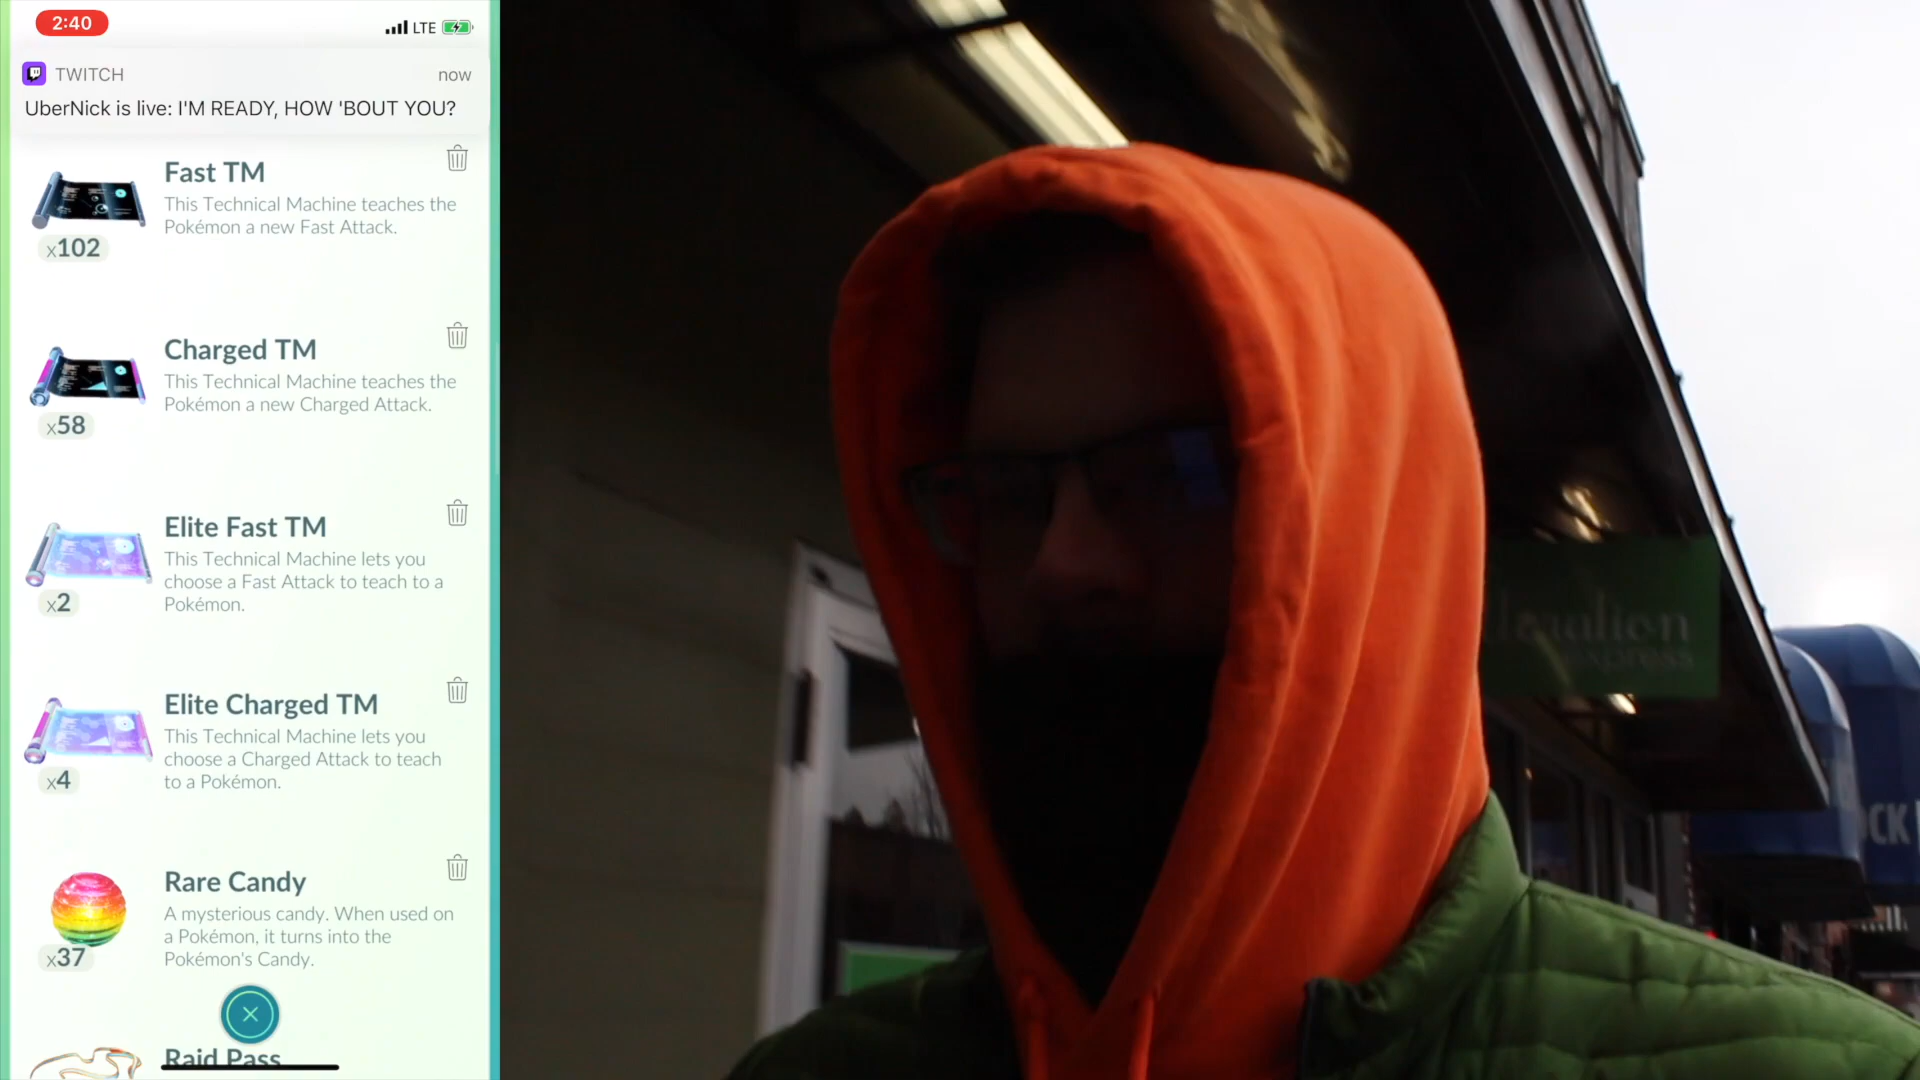 2:40
LTE
TWITCH
now
UberNick is live: I'M READY, HOW 'BOUT YOU?
Fast TM
This Technical Machine teaches the
Pokémon a new Fast Attack.
x102
Charged TM
This Technical Machine teaches the
Pokémon a new Charged Attack.
x58
Elite Fast TM
This Technical Machine lets you
choose a Fast Attack to teach to a
Pokémon.
x2
Elite Charged TM
This Technical Machine lets you
choose a Charged Attack to teach
to a Pokémon.
x4
Rare Candy
A mysterious candy. When used on
a Pokémon, it turns into the
Pokémon's Candy.
x37
Raid Pass
express
OCK